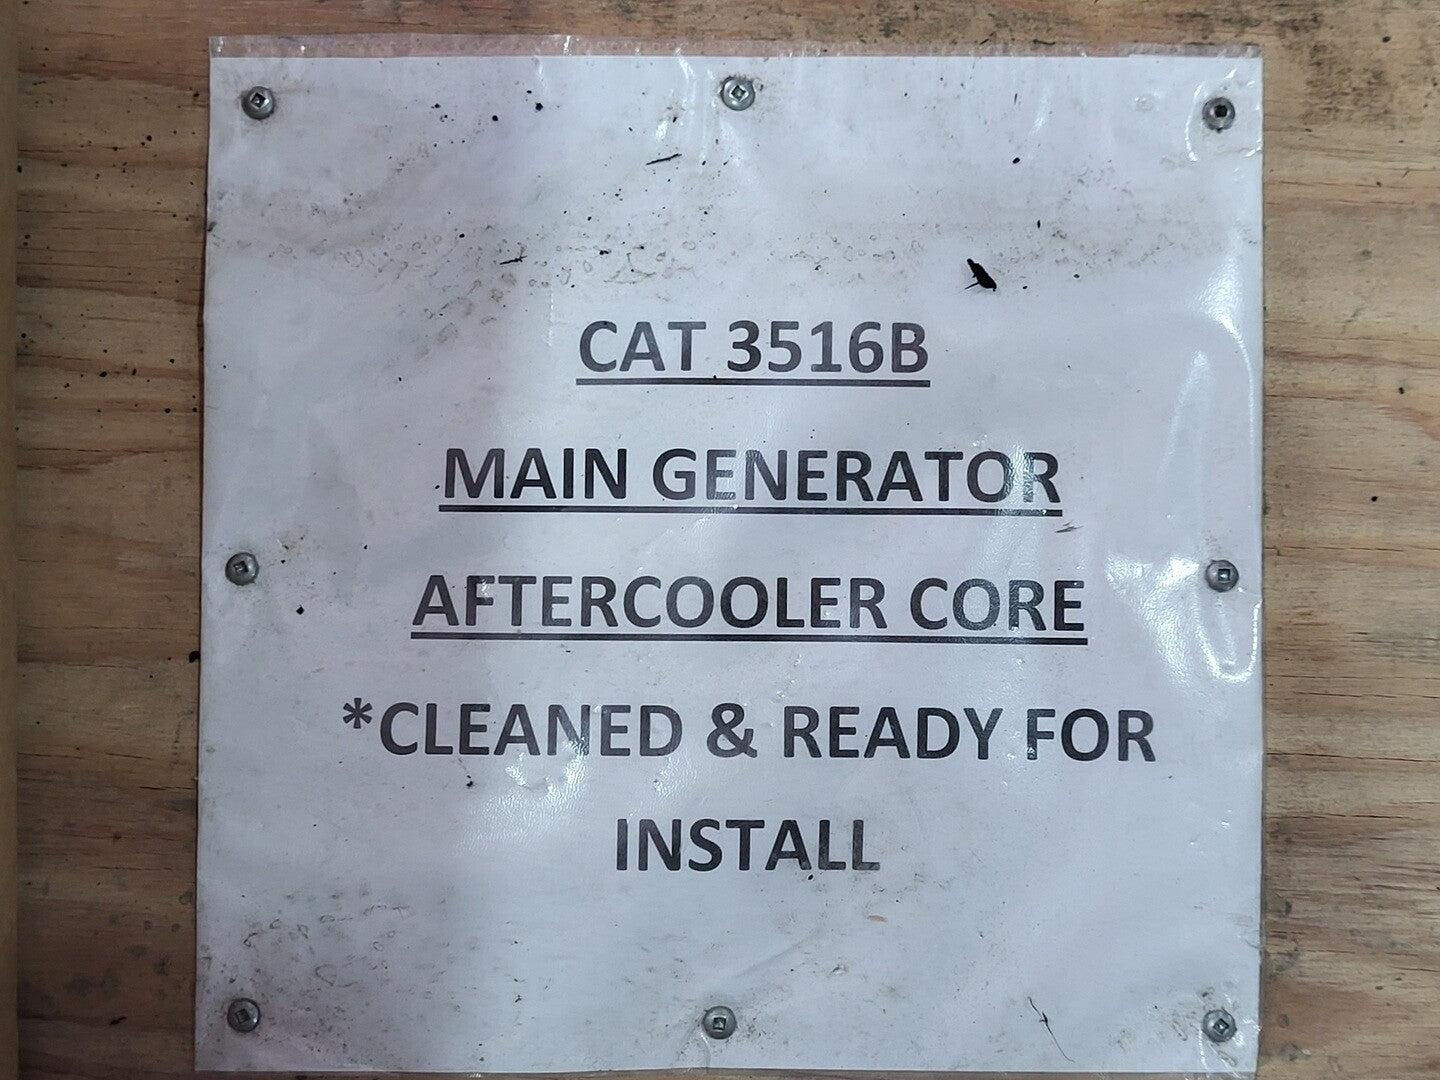 CAT 3516B
MAIN GENERATOR
AFTERCOOLER CORE
*CLEANED & READY FOR
INSTALL